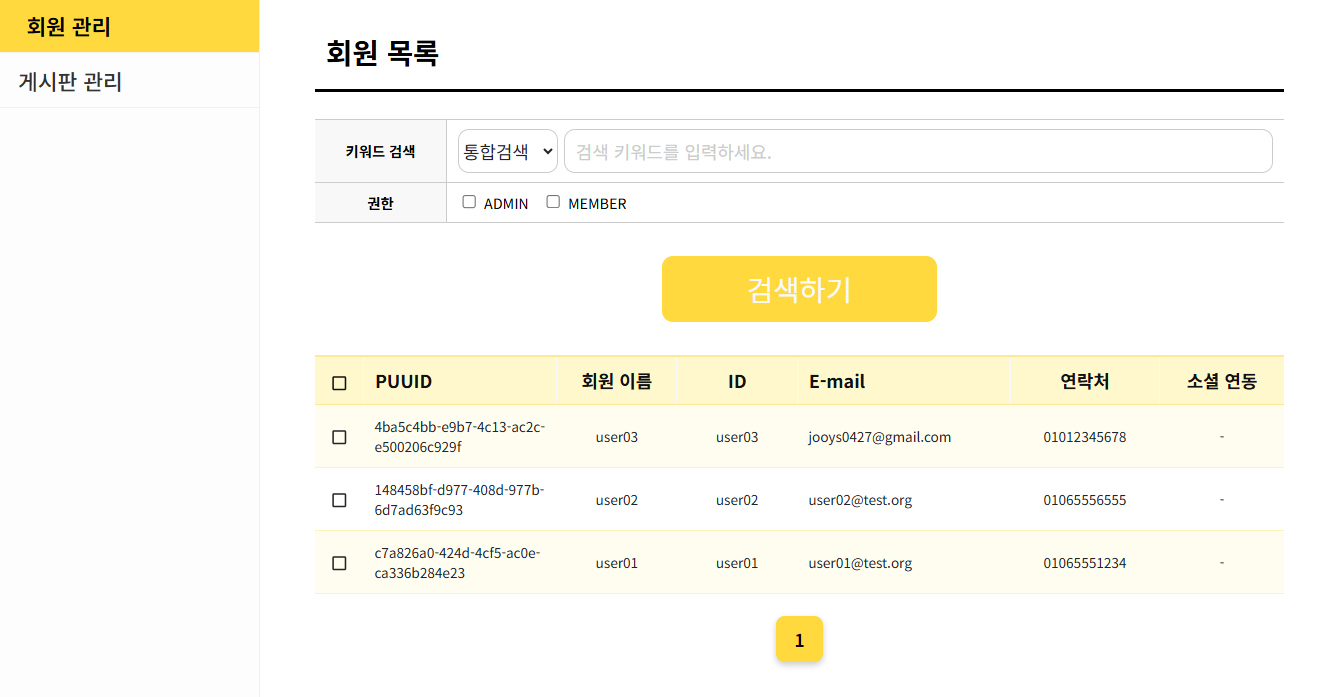 회원 관리
게시판 관리
회원 목록
키워드 검색 통합검색 검색 키워드를 입력하세요.
권한 ADMIN MEMBER
검색하기
PUUID 회원 이름 ID E-mail 연락처 소셜 연동
4ba5c4bb-e9b7-4c13-ac2c-
e500206c929f user03 user03 jooys0427@gmail.com 01012345678 -
148458bf-d977-408d-977b-
6d7ad63f9c93 user02 user02 user02@test.org 01065556555 -
c7a826a0-424d-4cf5-ac0e-
ca336b284e23 user01 user01 user01@test.org 01065551234 -
1